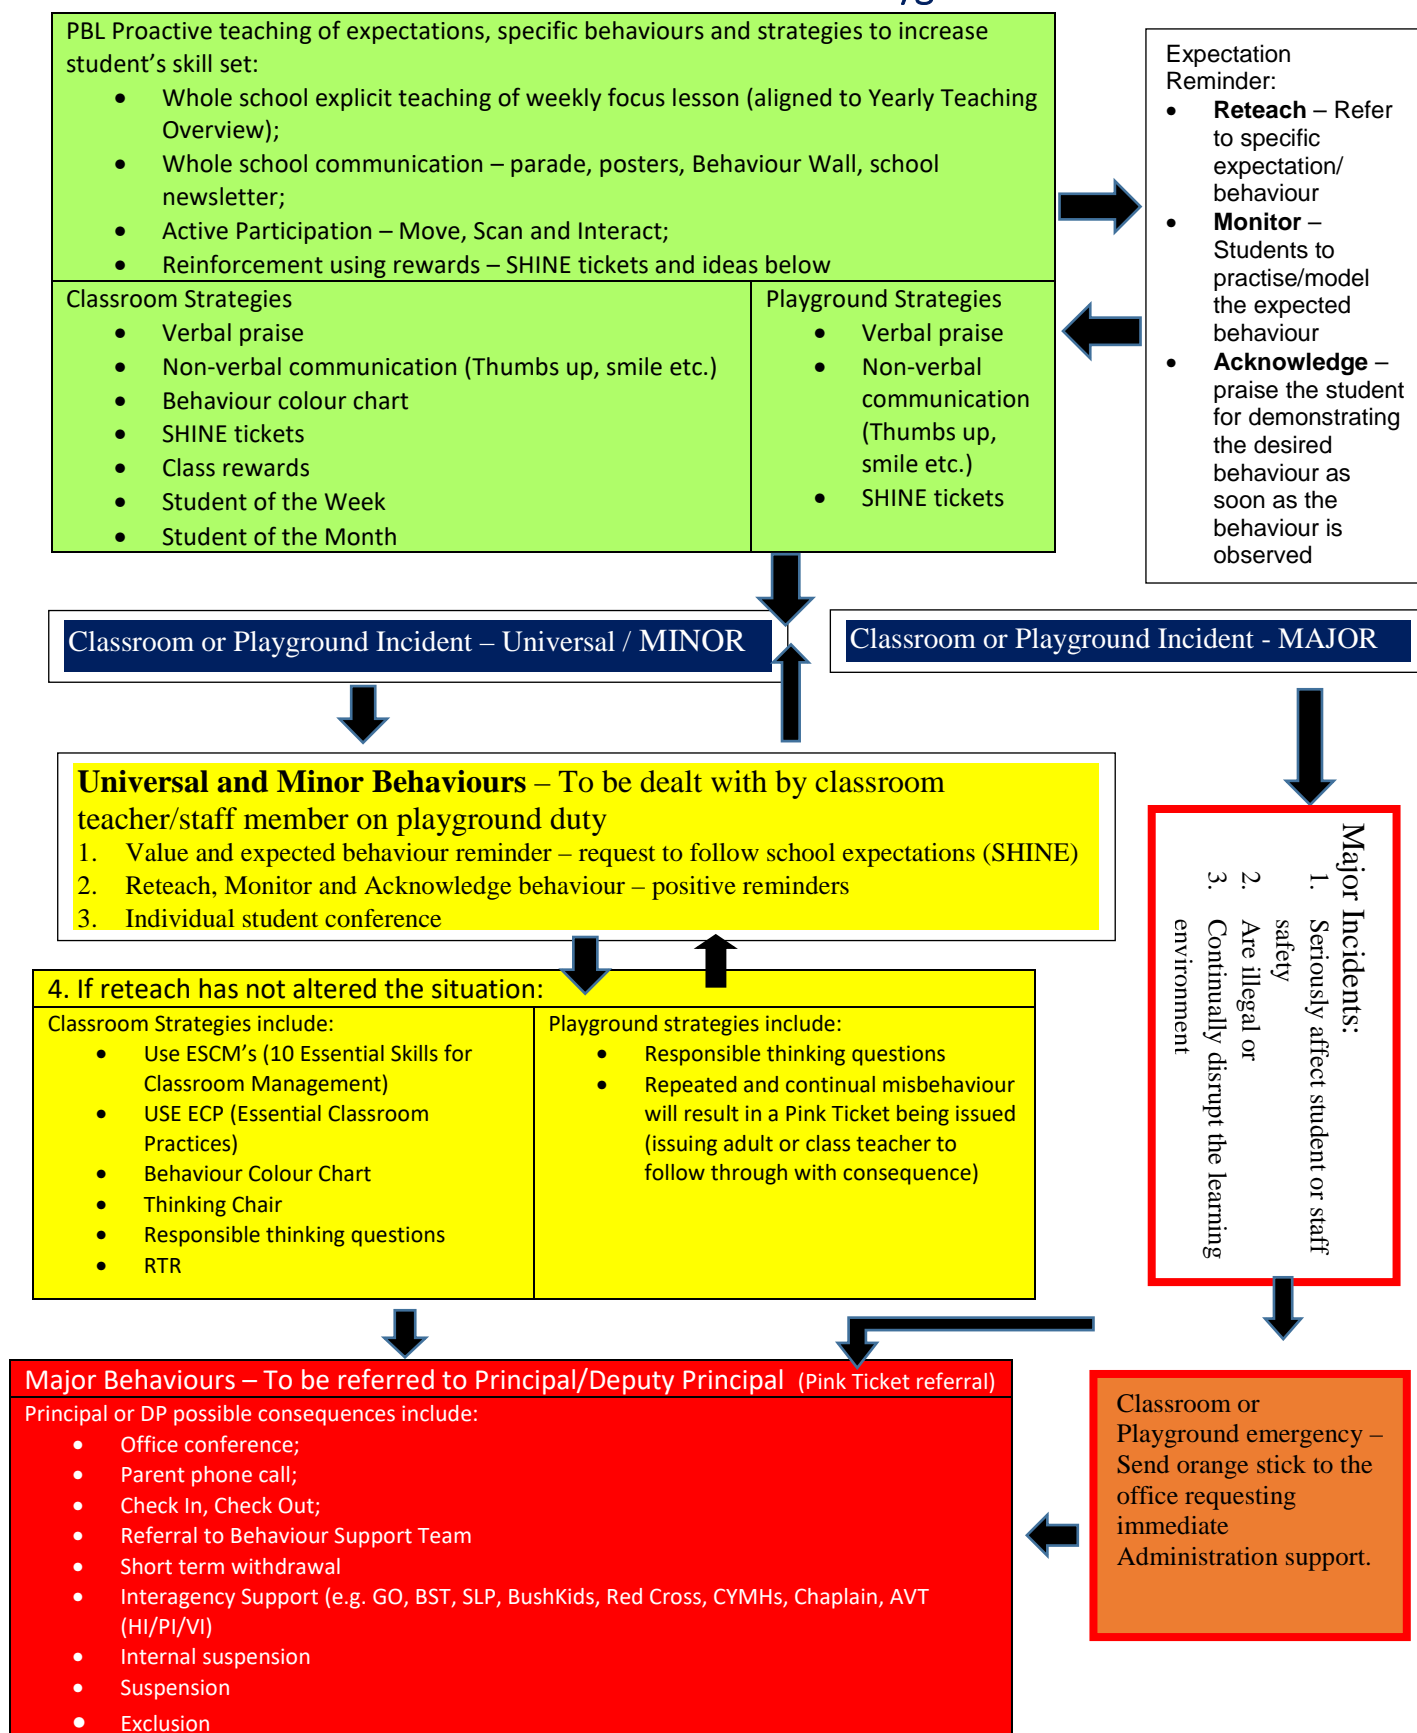 PBL Proactive teaching of expectations, specific behaviours and strategies to increase
student’s skill set:
• Whole school explicit teaching of weekly focus lesson (aligned to Yearly Teaching
Overview);
• Whole school communication – parade, posters, Behaviour Wall, school
newsletter;
• Active Participation – Move, Scan and Interact;
• Reinforcement using rewards – SHINE tickets and ideas below
Classroom Strategies
• Verbal praise
• Non-verbal communication (Thumbs up, smile etc.)
• Behaviour colour chart
• SHINE tickets
• Class rewards
• Student of the Week
• Student of the Month
Playground Strategies
• Verbal praise
• Non-verbal
communication
(Thumbs up,
smile etc.)
• SHINE tickets
Expectation
Reminder:
• Reteach – Refer
to specific
expectation/
behaviour
• Monitor –
Students to
practise/model
the expected
behaviour
• Acknowledge –
praise the student
for demonstrating
the desired
behaviour as
soon as the
behaviour is
observed
Classroom or Playground Incident – Universal / MINOR
Classroom or Playground Incident - MAJOR
Universal and Minor Behaviours – To be dealt with by classroom
teacher/staff member on playground duty
1. Value and expected behaviour reminder – request to follow school expectations (SHINE)
2. Reteach, Monitor and Acknowledge behaviour – positive reminders
3. Individual student conference
Major Incidents:
1. Seriously affect student or staff
safety
2. Are illegal or
3. Continually disrupt the learning
environment
4. If reteach has not altered the situation:
Classroom Strategies include:
• Use ESCM’s (10 Essential Skills for
Classroom Management)
• USE ECP (Essential Classroom
Practices)
• Behaviour Colour Chart
• Thinking Chair
• Responsible thinking questions
• RTR
Playground strategies include:
• Responsible thinking questions
• Repeated and continual misbehaviour
will result in a Pink Ticket being issued
(issuing adult or class teacher to
follow through with consequence)
Major Behaviours – To be referred to Principal/Deputy Principal (Pink Ticket referral)
Principal or DP possible consequences include:
• Office conference;
• Parent phone call;
• Check In, Check Out;
• Referral to Behaviour Support Team
• Short term withdrawal
• Interagency Support (e.g. GO, BST, SLP, BushKids, Red Cross, CYMHs, Chaplain, AVT
(HI/PI/VI)
• Internal suspension
• Suspension
• Exclusion
Classroom or
Playground emergency –
Send orange stick to the
office requesting
immediate
Administration support.